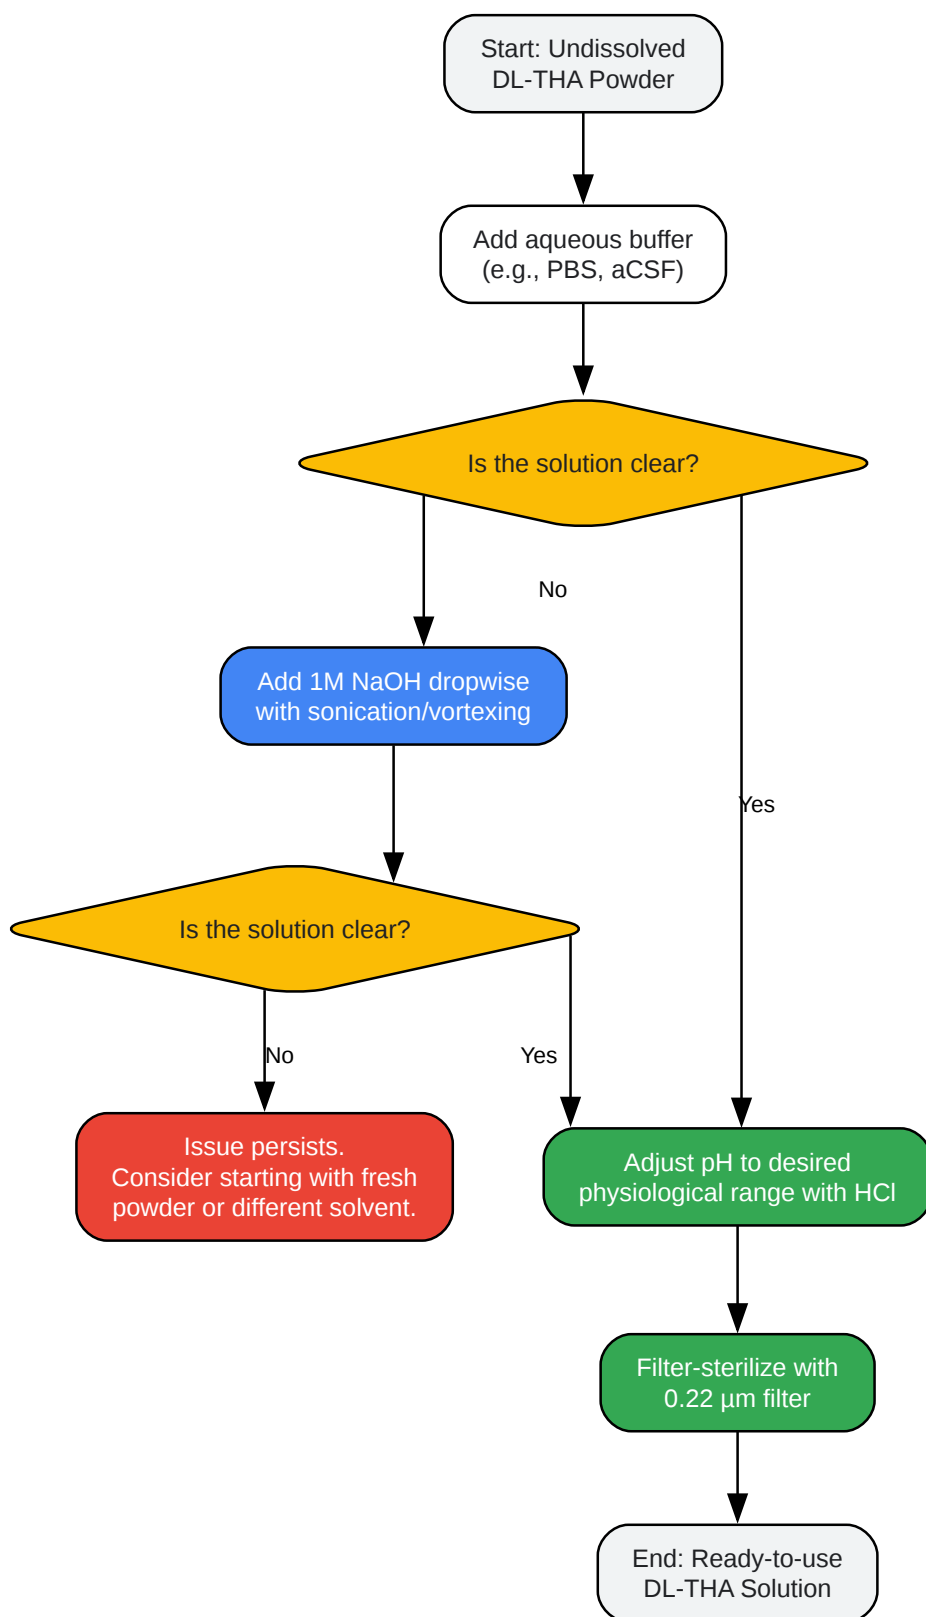 Start: Undissolved
DL-THA Powder
Add aqueous buffer
(e.g., PBS, aCSF)
Is the solution clear?
No
Add 1M NaOH dropwise
with sonication/vortexing
Yes
Is the solution clear?
No
Yes
Issue persists.
Consider starting with fresh
powder or different solvent.
Adjust pH to desired
physiological range with HCl
Filter-sterilize with
0.22 µm filter
End: Ready-to-use
DL-THA Solution